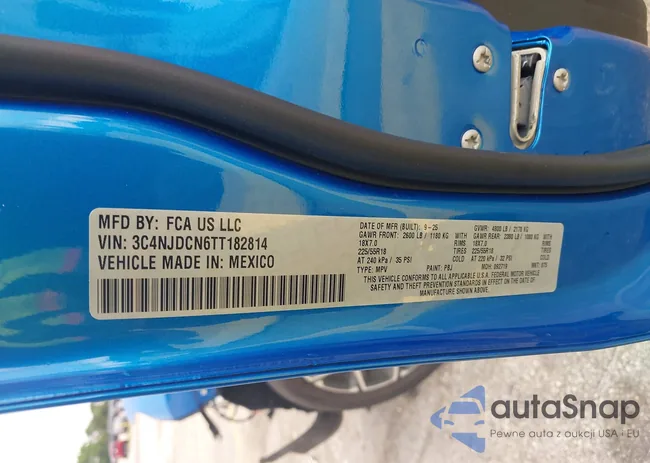 MFD BY: FCA US LLC
VIN: 3C4NJDCN6TT182814
VEHICLE MADE IN: MEXICO
DATE OF MFR (BUILT): 9-25
GAWR FRONT: 2600 LB / 1180 KG
18X7.0
225/55R18
AT 240 kPa / 35 PSI
TYPE: MPV
PAINT: PBJ
RIMS
TIRES
COLD
GVWR: 4800 LB / 2178 KG
GAWR REAR: 2380 LB / 1080 KG
18X7.0
225/55R18
AT 220 kPa / 32 PSI
RIMS
TIRES
COLD
THIS VEHICLE CONFORMS TO ALL APPLICABLE U.S.A. FEDERAL MOTOR VEHICLE
SAFETY AND THEFT PREVENTION STANDARDS IN EFFECT ON THE DATE OF
MANUFACTURE SHOWN ABOVE.
autaSnap
Pewne auta z aukcji USA i EU